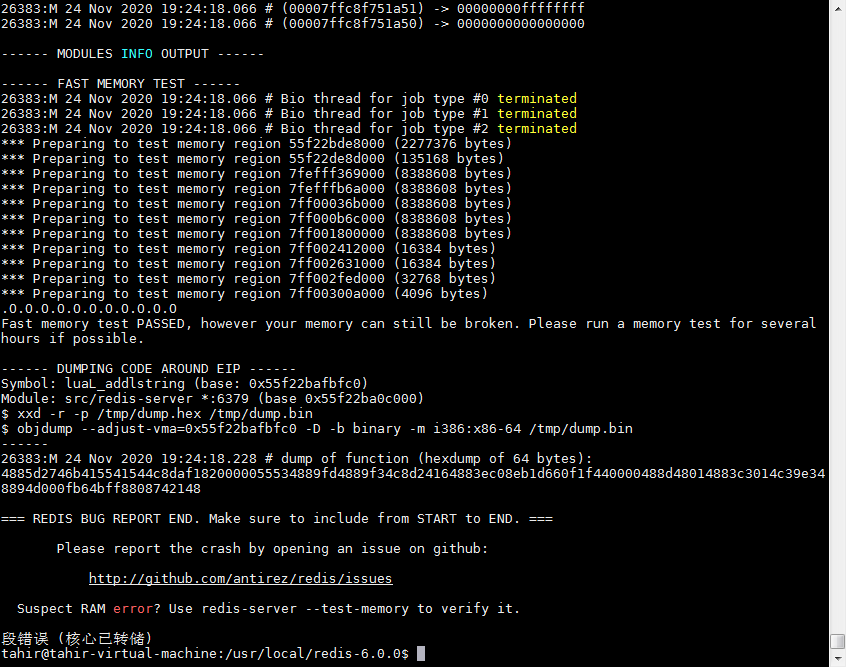 26383:M 24 Nov 2020 19:24:18.066 # (00007ffc8f751a51) -> 00000000ffffffff
26383:M 24 Nov 2020 19:24:18.066 # (00007ffc8f751a50) -> 0000000000000000
------ MODULES INFO OUTPUT ------
------ FAST MEMORY TEST ------
26383:M 24 Nov 2020 19:24:18.066 # Bio thread for job type #0 terminated
26383:M 24 Nov 2020 19:24:18.066 # Bio thread for job type #1 terminated
26383:M 24 Nov 2020 19:24:18.066 # Bio thread for job type #2 terminated
*** Preparing to test memory region 55f22bde8000 (2277376 bytes)
*** Preparing to test memory region 55f22de8d000 (135168 bytes)
*** Preparing to test memory region 7fefff369000 (8388608 bytes)
*** Preparing to test memory region 7fefffb6a000 (8388608 bytes)
*** Preparing to test memory region 7ff00036b000 (8388608 bytes)
*** Preparing to test memory region 7ff000b6c000 (8388608 bytes)
*** Preparing to test memory region 7ff001800000 (8388608 bytes)
*** Preparing to test memory region 7ff002412000 (16384 bytes)
*** Preparing to test memory region 7ff002631000 (16384 bytes)
*** Preparing to test memory region 7ff002fed000 (32768 bytes)
*** Preparing to test memory region 7ff00300a000 (4096 bytes)
.O.O.O.O.O.O.O.O.O.O.O
Fast memory test PASSED, however your memory can still be broken. Please run a memory test for several
hours if possible.
------ DUMPING CODE AROUND EIP ------
Symbol: luaL_addlstring (base: 0x55f22bafbfc0)
Module: src/redis-server *:6379 (base 0x55f22ba0c000)
$ xxd -r -p /tmp/dump.hex /tmp/dump.bin
$ objdump --adjust-vma=0x55f22bafbfc0 -D -b binary -m i386:x86-64 /tmp/dump.bin
------
26383:M 24 Nov 2020 19:24:18.228 # dump of function (hexdump of 64 bytes):
4885d2746b415541544c8daf1820000055534889fd4889f34c8d24164883ec08eb1d660f1f440000488d48014883c3014c39e34
8894d000fb64bff8808742148
=== REDIS BUG REPORT END. Make sure to include from START to END. ===
Please report the crash by opening an issue on github:
http://github.com/antirez/redis/issues
Suspect RAM error? Use redis-server --test-memory to verify it.
段错误 (核心已转储)
tahir@tahir-virtual-machine:/usr/local/redis-6.0.0$